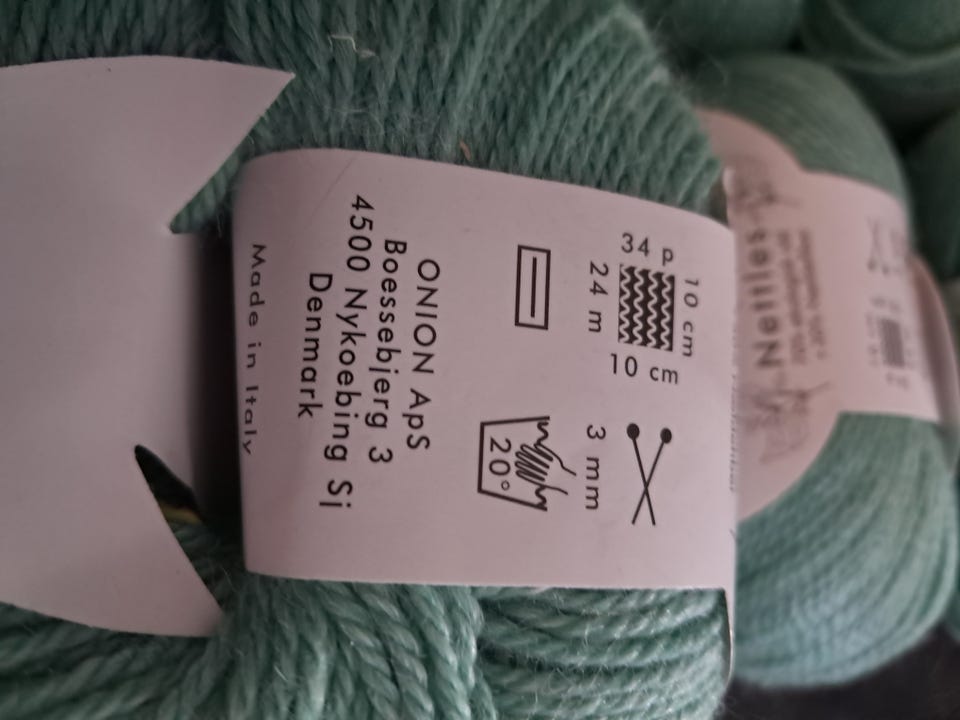 10 cm
34 p
24 m
10 cm
3 mm
20°
ONION ApS
Boessebjerg 3
4500 Nykoebing Sj
Denmark
Made in Italy
Nettles